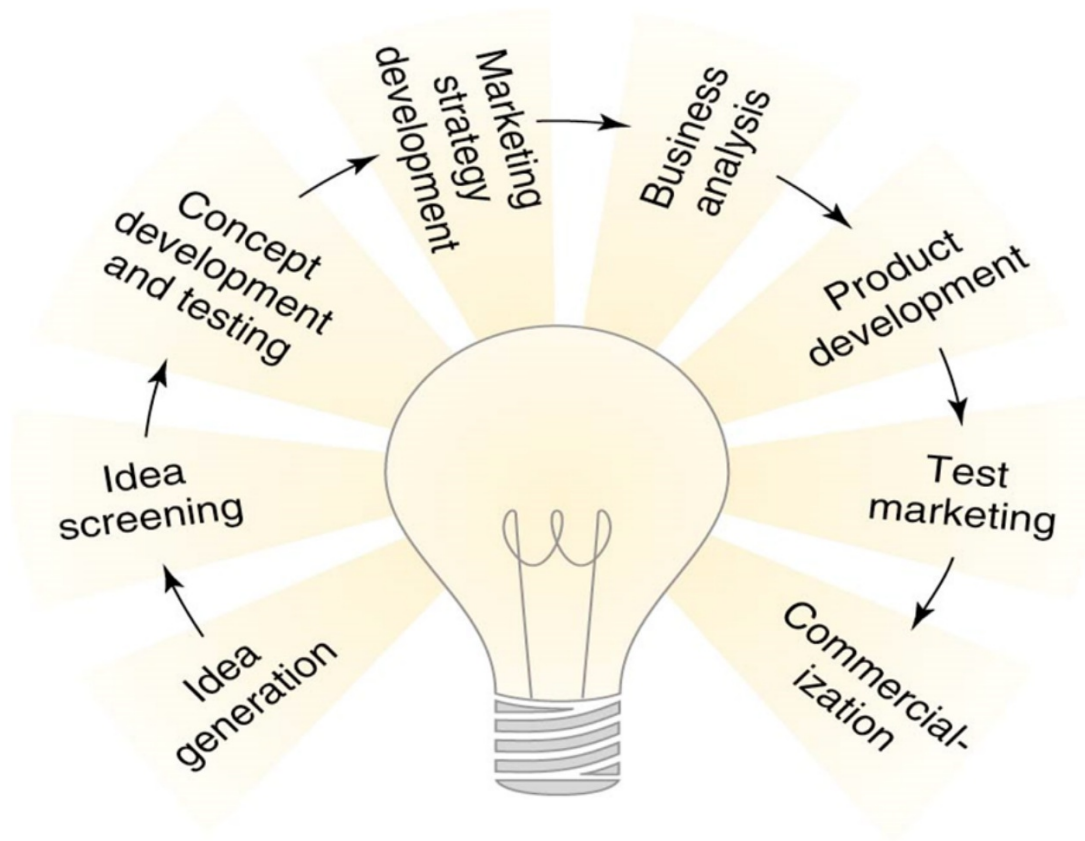 Idea
generation
Idea
screening
Concept
development
and testing
Marketing
strategy
development
Business
analysis
Product
development
Test
marketing
Commercial-
ization